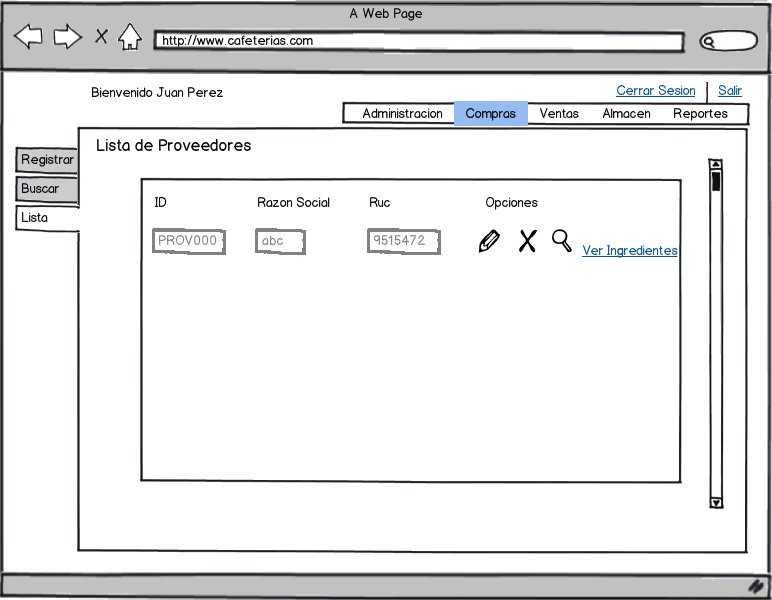 A Web Page
http://www.cafeterias.com
Bienvenido Juan Perez
Cerrar Sesion Salir
Administracion Compras Ventas Almacen Reportes
Lista de Proveedores
Registrar
Buscar
Lista
ID Razon Social Ruc Opciones
PROV000 abc 9515472 Ver Ingredientes